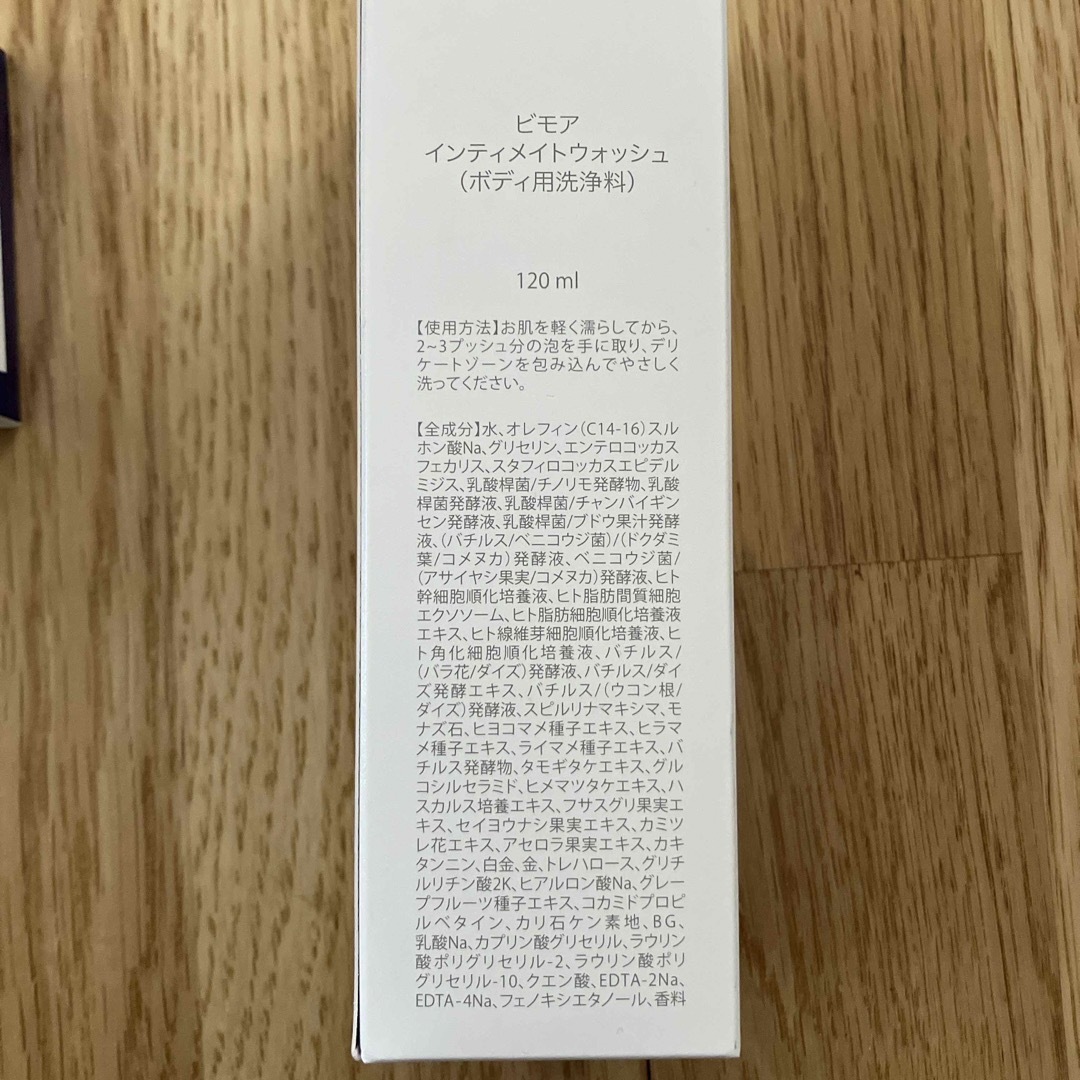 ビモア
インティメイトウォッシュ
（ボディ用洗浄料）
120 ml
【使用方法】お肌を軽く濡らしてから、
2~3プッシュ分の泡を手に取り、デリ
ケートゾーンを包み込んでやさしく
洗ってください。
【全成分】水、オレフィン（C14-16）スル
ホン酸Na、グリセリン、エンテロコッカス
フェカリス、スタフィロコッカスエピデル
ミジス、乳酸桿菌/チノリモ発酵物、乳酸
桿菌発酵液、乳酸桿菌/チャンバイギン
セン発酵液、乳酸桿菌/ブドウ果汁発酵
液、（バチルス/ベニコウジ菌）/（ドクダミ
葉/コメヌカ）発酵液、ベニコウジ菌/
（アサイヤシ果実/コメヌカ）発酵液、ヒト
幹細胞順化培養液、ヒト脂肪間質細胞
エクソソーム、ヒト脂肪細胞順化培養液
エキス、ヒト線維芽細胞順化培養液、ヒ
ト角化細胞順化培養液、バチルス/
（バラ花/ダイズ）発酵液、バチルス/ダイ
ズ発酵エキス、バチルス/（ウコン根/
ダイズ）発酵液、スピルリナマキシマ、モ
ナズ石、ヒヨコマメ種子エキス、ヒラマ
メ種子エキス、ライマメ種子エキス、バ
チルス発酵物、タモギタケエキス、グル
コシルセラミド、ヒメマツタケエキス、ハ
スカルス培養エキス、フサスグリ果実エ
キス、セイヨウナシ果実エキス、カミツ
レ花エキス、アセロラ果実エキス、カキ
タンニン、白金、金、トレハロース、グリチ
ルリチン酸2K、ヒアルロン酸Na、グレー
プフルーツ種子エキス、コカミドプロピ
ルベタイン、カリ石ケン素地、BG、
乳酸Na、カプリン酸グリセリル、ラウリン
酸ポリグリセリル-2、ラウリン酸ポリ
グリセリル-10、クエン酸、EDTA-2Na、
EDTA-4Na、フェノキシエタノール、香料